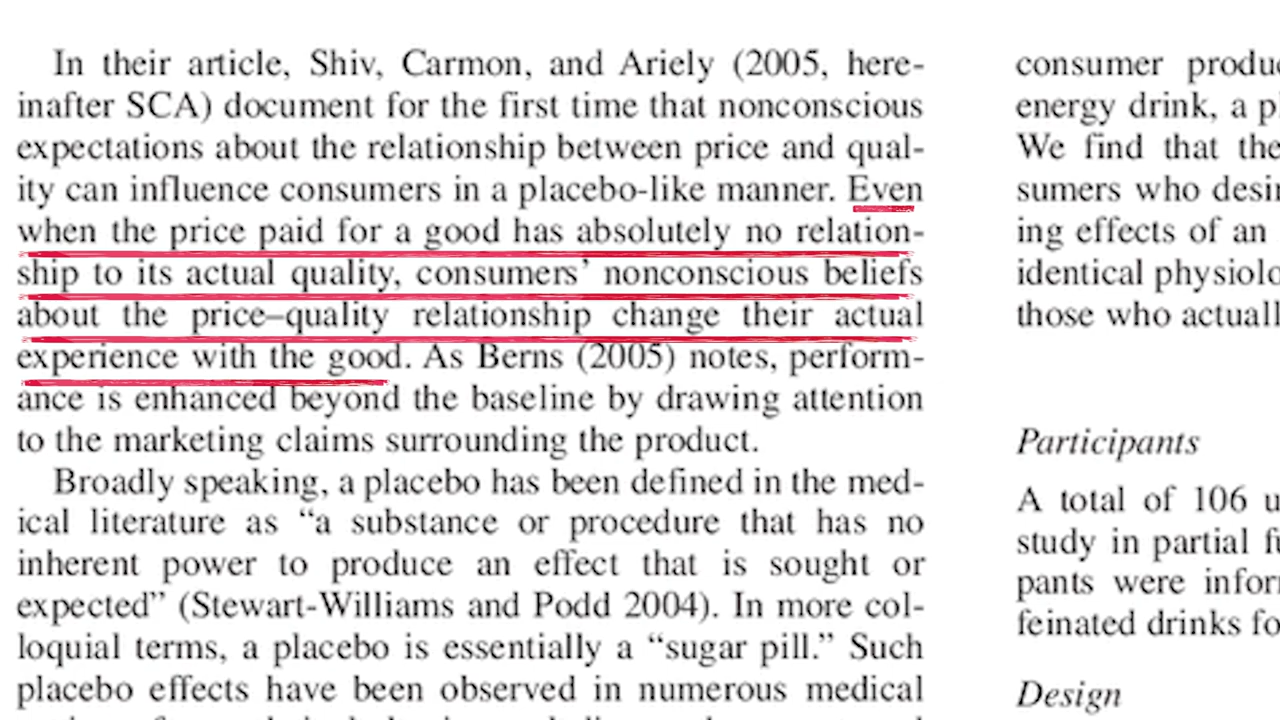 In their article, Shiv, Carmon, and Ariely (2005, here-
inafter SCA) document for the first time that nonconscious
expectations about the relationship between price and qual-
ity can influence consumers in a placebo-like manner. Even
when the price paid for a good has absolutely no relation-
ship to its actual quality, consumers' nonconscious beliefs
about the price–quality relationship change their actual
experience with the good. As Berns (2005) notes, perform-
ance is enhanced beyond the baseline by drawing attention
to the marketing claims surrounding the product.
Broadly speaking, a placebo has been defined in the med-
ical literature as “a substance or procedure that has no
inherent power to produce an effect that is sought or
expected” (Stewart-Williams and Podd 2004). In more col-
loquial terms, a placebo is essentially a “sugar pill.” Such
placebo effects have been observed in numerous medical
consumer
energy drink, a
We find that
sumers who
ing effects of an
identical
those who
Participants
A total of 106
study in partial
pants were
feinated drinks
Design